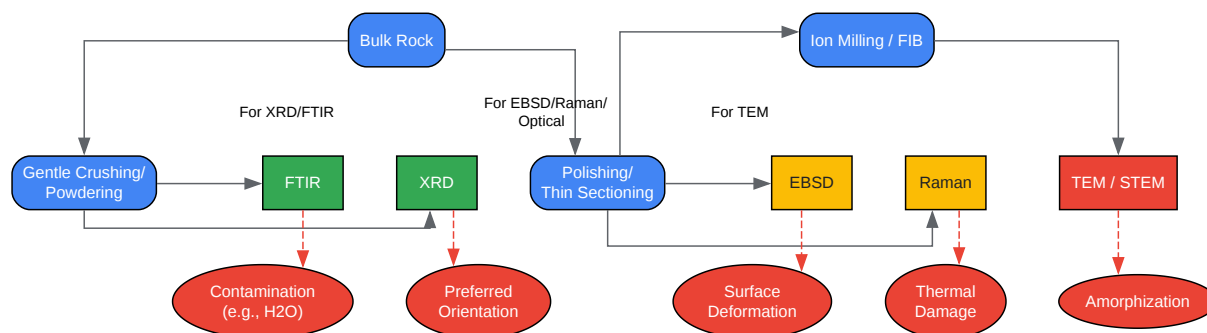 Bulk Rock
Ion Milling / FIB
For XRD/FTIR
For EBSD/Raman/
Optical
For TEM
Gentle Crushing/
Powdering
FTIR
XRD
Polishing/
Thin Sectioning
EBSD
Raman
TEM / STEM
Contamination
(e.g., H2O)
Preferred
Orientation
Surface
Deformation
Thermal
Damage
Amorphization